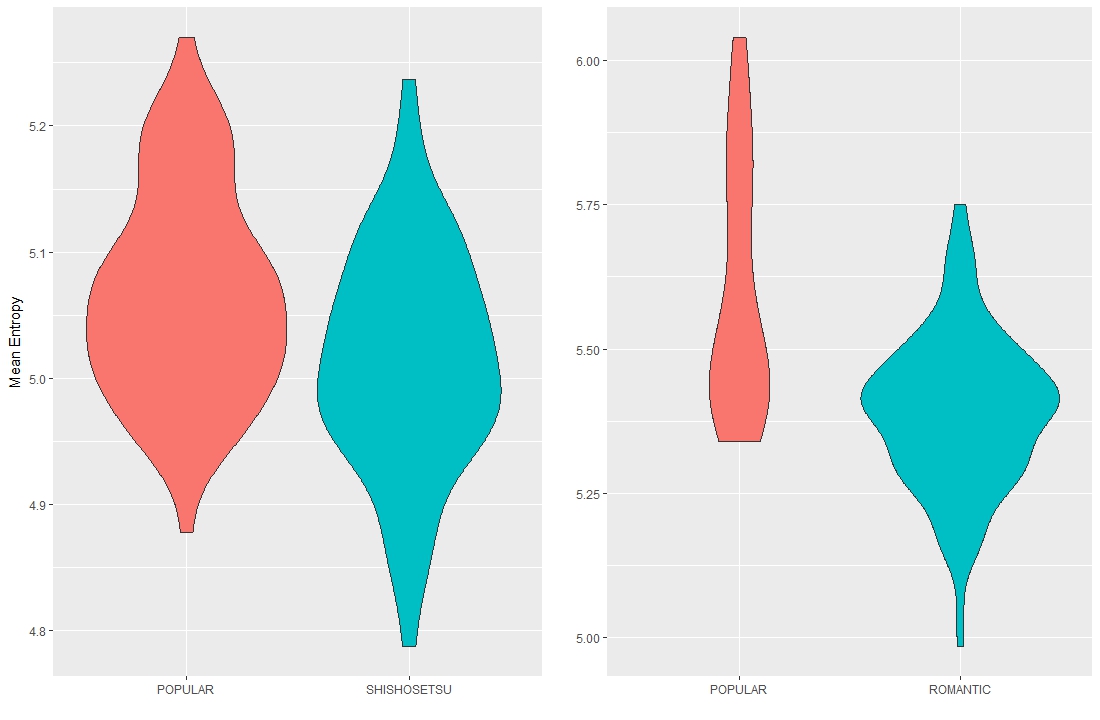 Mean Entropy
5.2
5.1
5.0
4.9
4.8
POPULAR
SHISHOSETSU
6.00
5.75
5.50
5.25
5.00
POPULAR
ROMANTIC